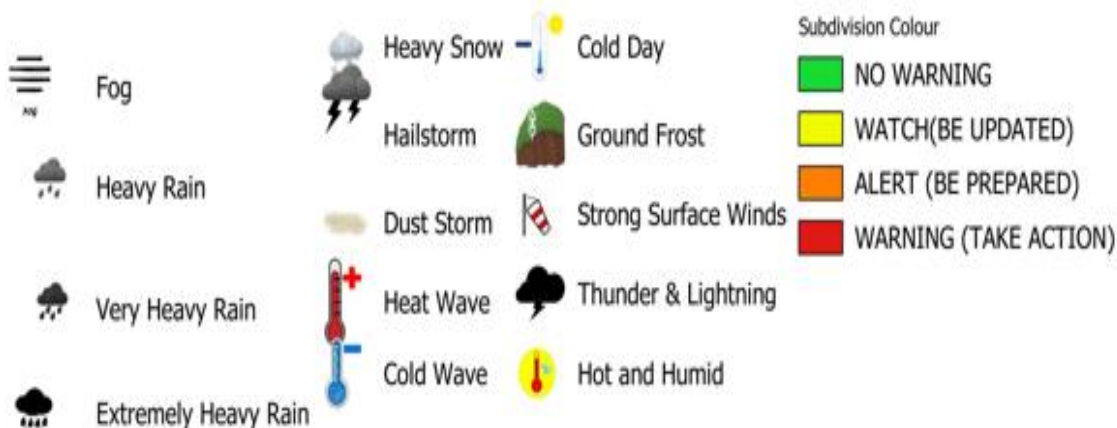 Fog
Heavy Rain
Very Heavy Rain
Extremely Heavy Rain
Heavy Snow
Hailstorm
Dust Storm
Heat Wave
Cold Wave
Cold Day
Ground Frost
Strong Surface Winds
Thunder & Lightning
Hot and Humid
Subdivision Colour
NO WARNING
WATCH(BE UPDATED)
ALERT (BE PREPARED)
WARNING (TAKE ACTION)